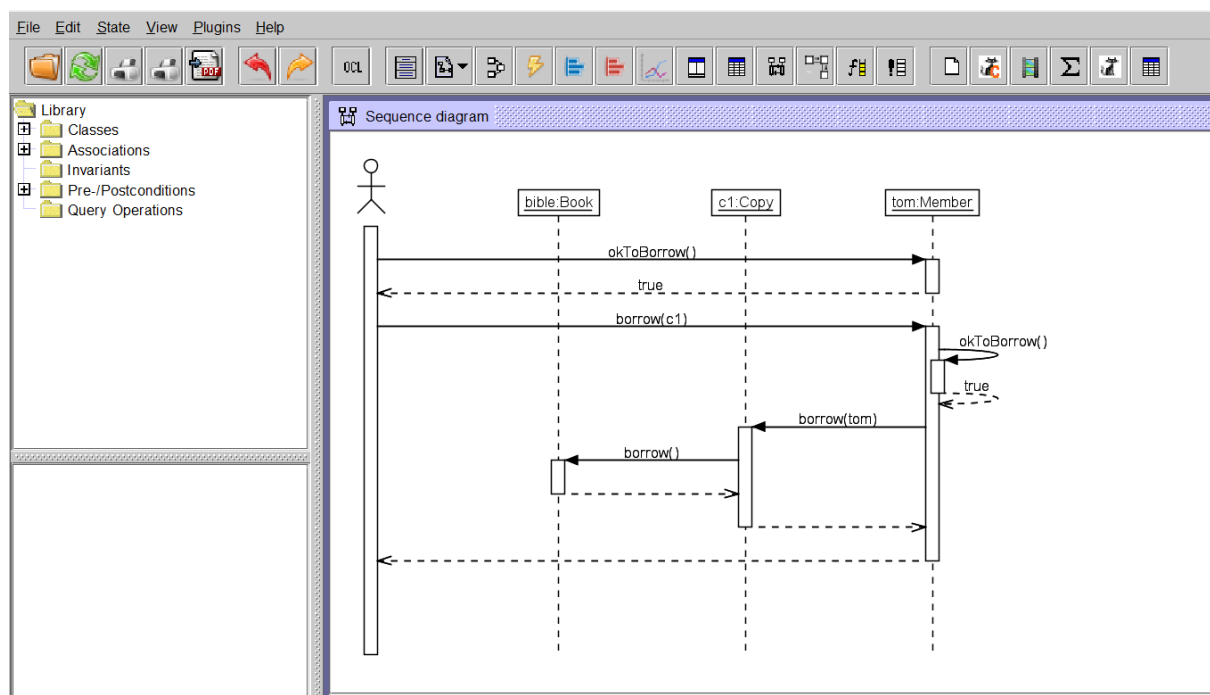 File Edit State View Plugins Help
PDF OCL
Library
Classes
Associations
Invariants
Pre-/Postconditions
Query Operations
Sequence diagram
bible:Book c1:Copy tom:Member
okToBorrow()
true
borrow(c1)
okToBorrow()
true
borrow(tom)
borrow()